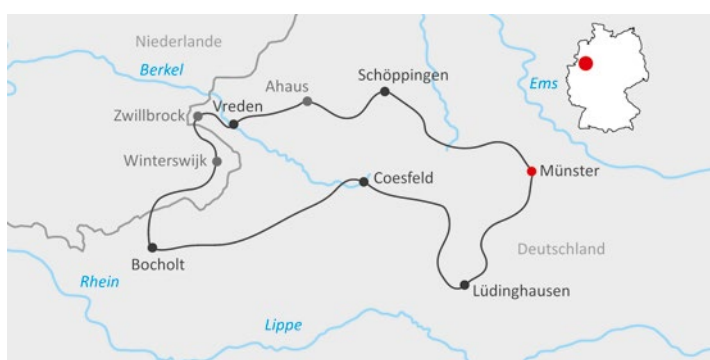 Niederlande
Berkel
Ahaus
Schöppingen
Ems
Zwillbrock
Vreden
Winterswijk
Coesfeld
Münster
Deutschland
Bocholt
Rhein
Lüdinghausen
Lippe